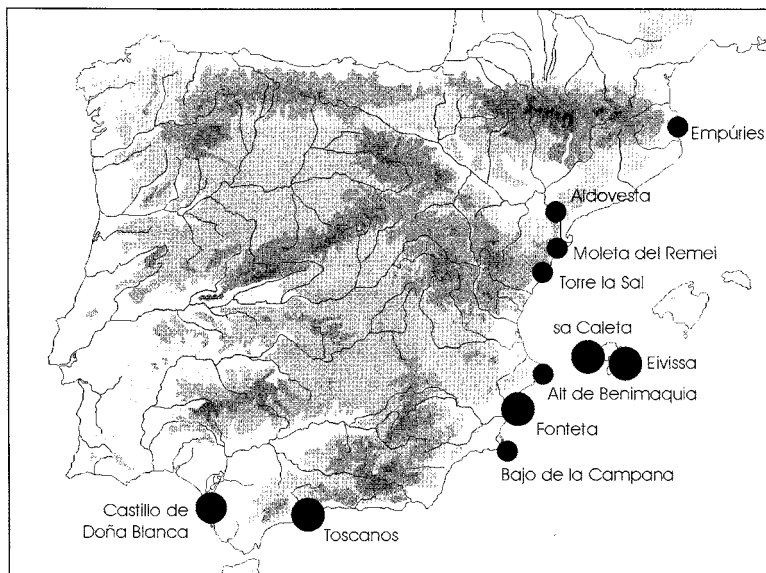 Empúries
Aldovesta
Moleta del Remei
Torre la Sal
sa Caleta
Eivissa
Alt de Benimaquia
Fonteta
Bajo de la Campana
Castillo de
Doña Blanca
Toscanos